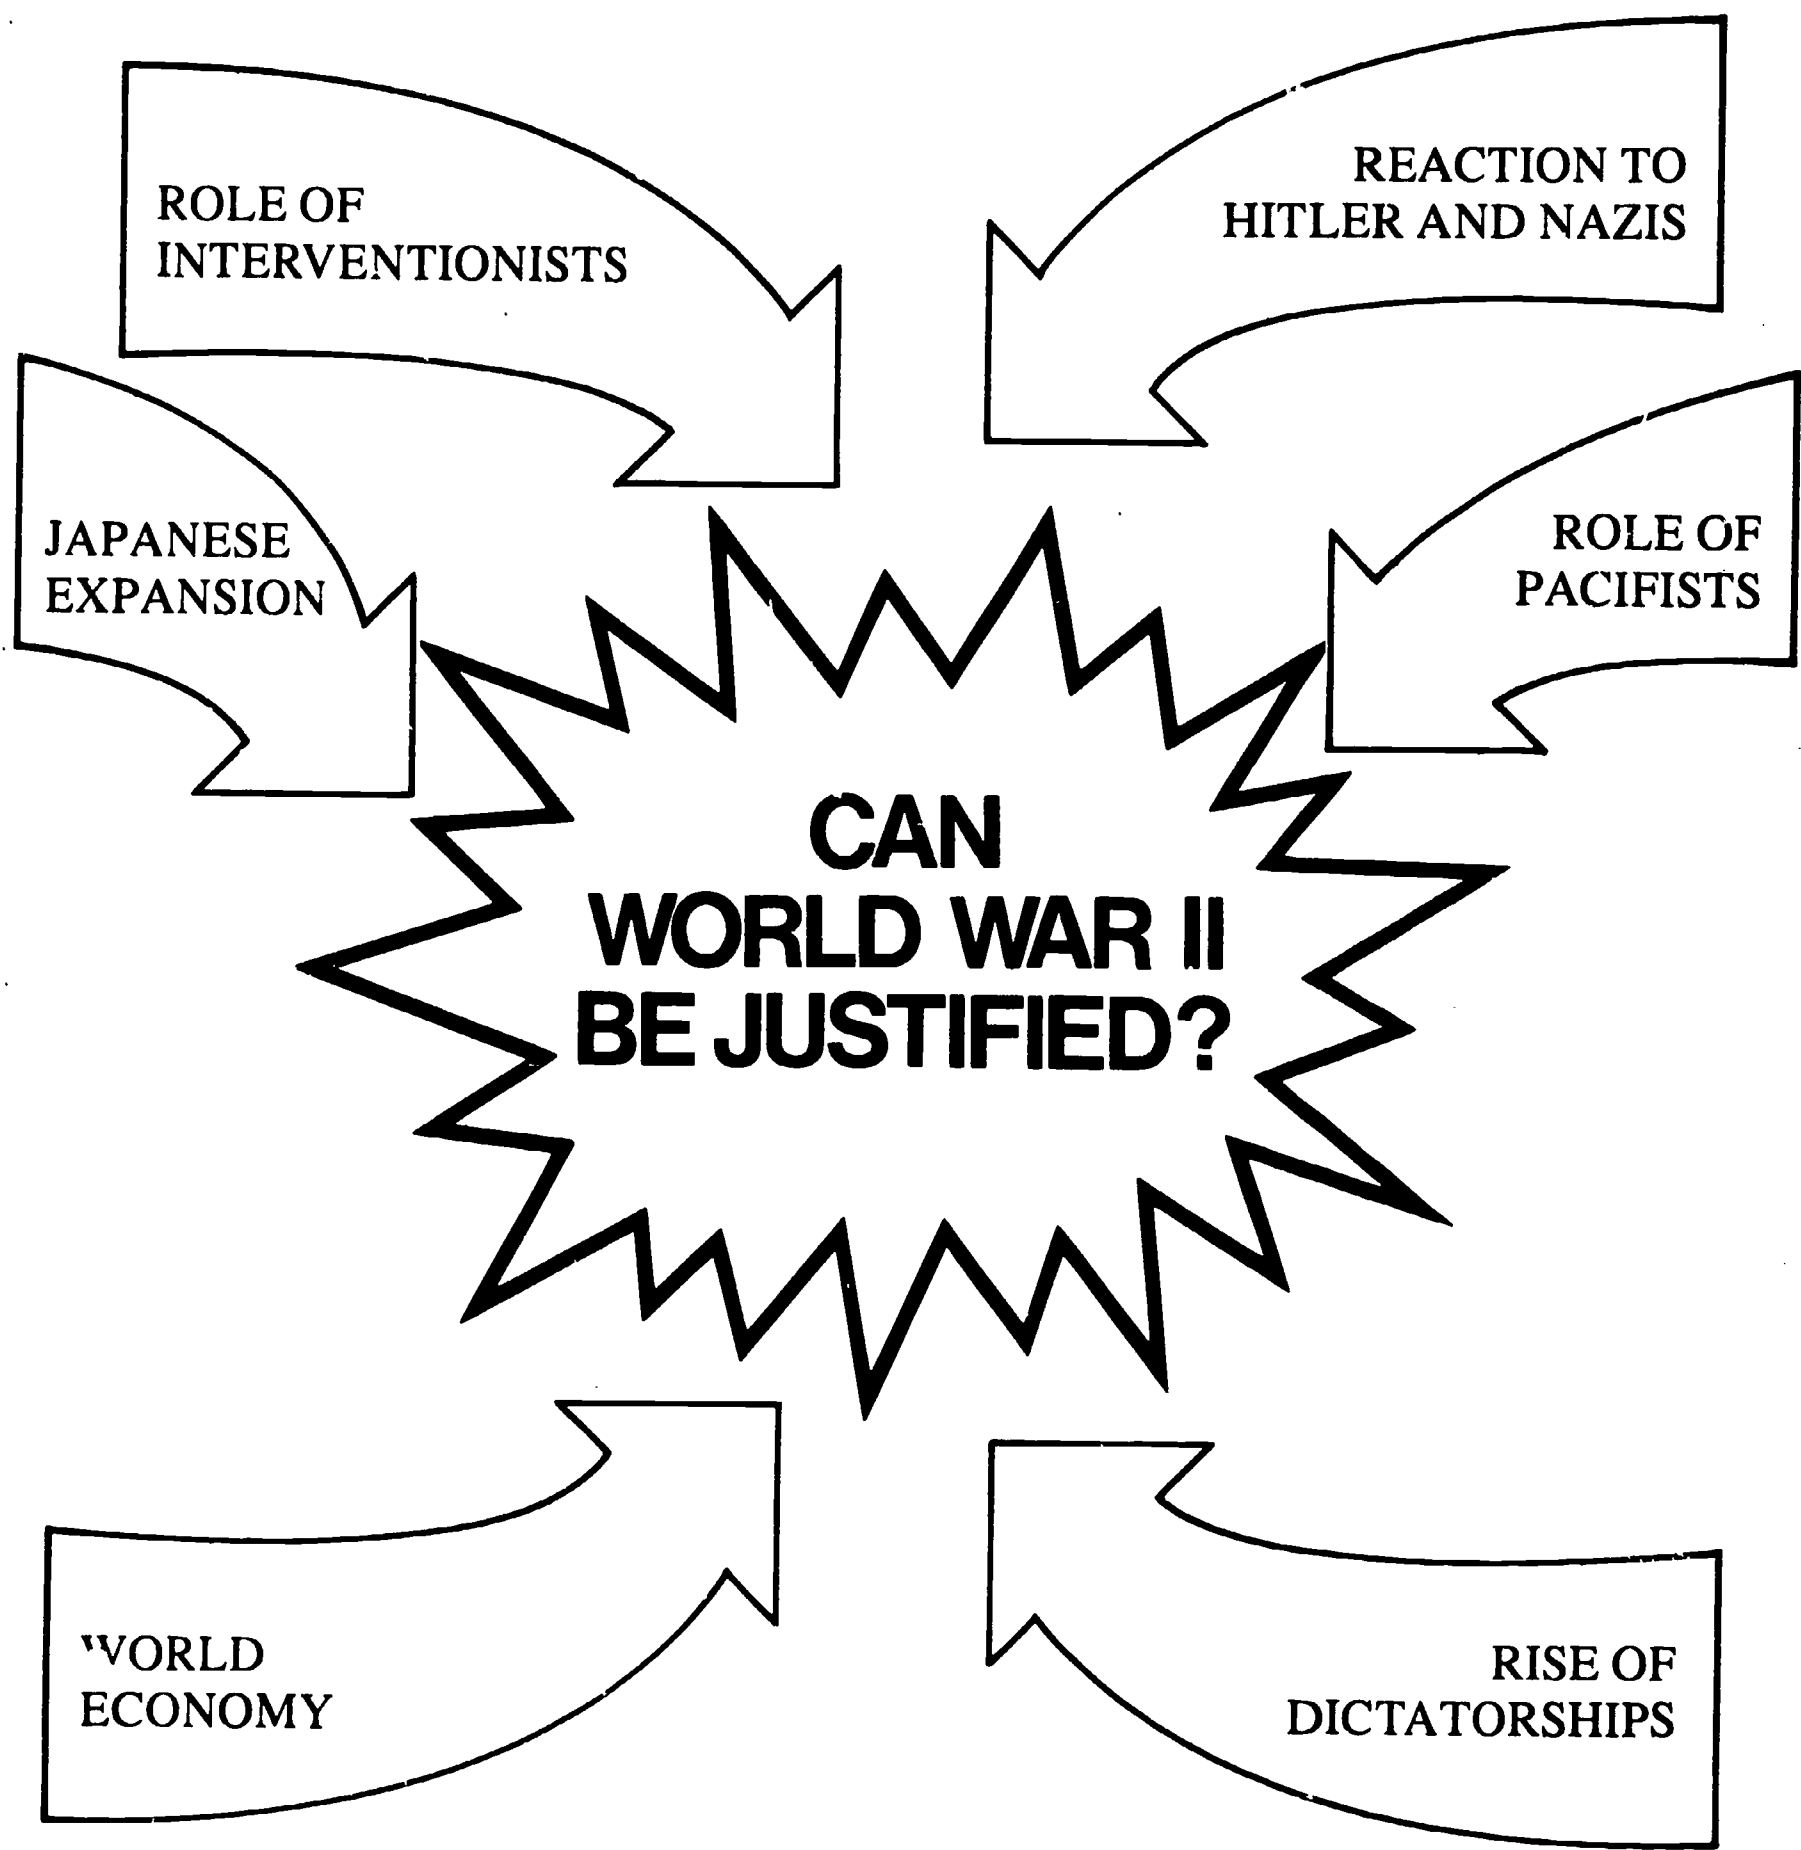 ROLE OF
INTERVENTIONISTS
REACTION TO
HITLER AND NAZIS
JAPANESE
EXPANSION
ROLE OF
PACIFISTS
CAN
WORLD WAR II
BE JUSTIFIED?
WORLD
ECONOMY
RISE OF
DICTATORSHIPS